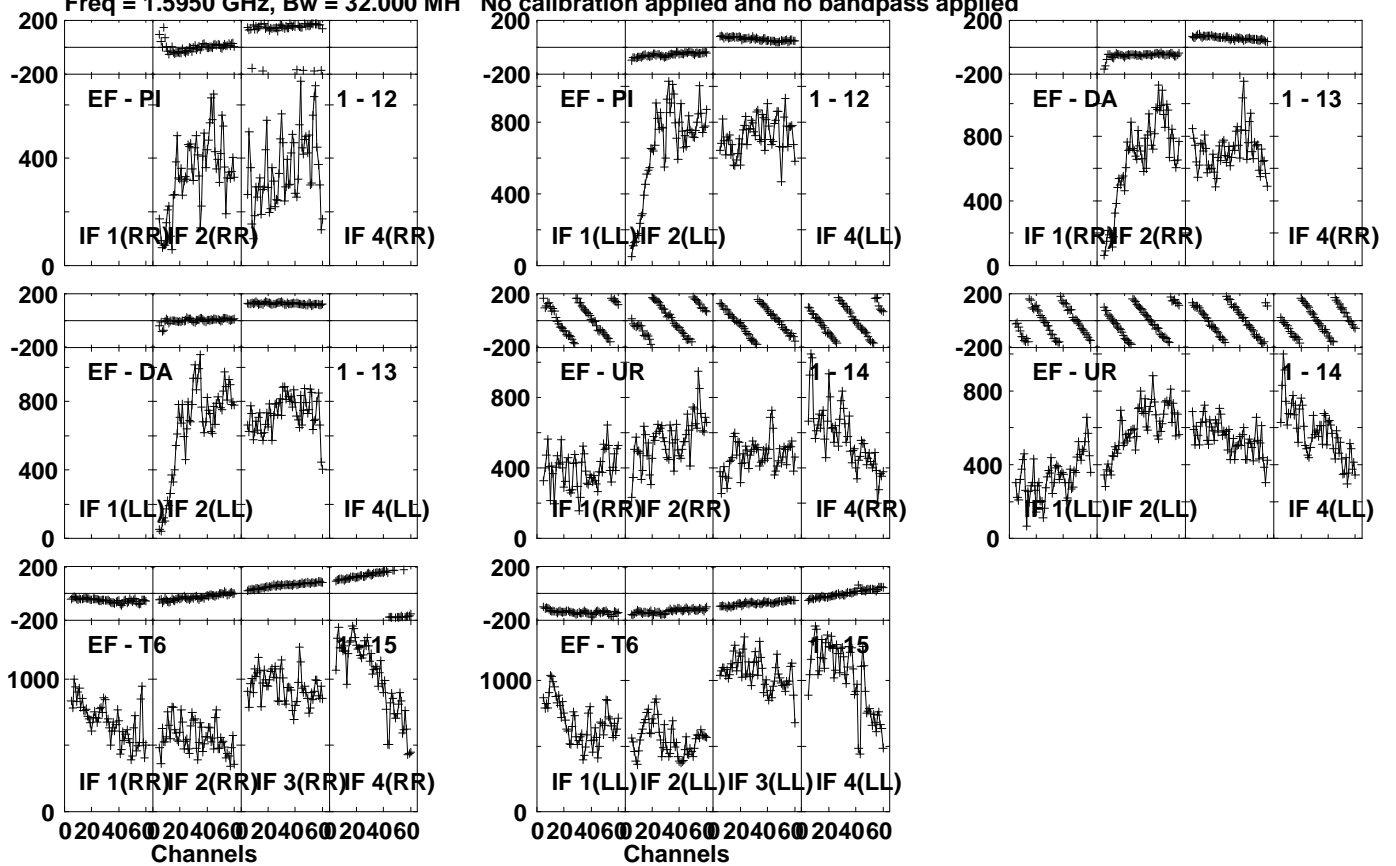 Freq = 1.5950 GHz, Bw = 32.000 MH No calibration applied and no bandpass applied
200
-200
EF - PI 1 - 12
400
0
IF 1(RR) IF 2(RR) IF 4(RR)
200
-200
EF - PI 1 - 12
800
400
0
IF 1(LL) IF 2(LL) IF 4(LL)
200
-200
EF - DA 1 - 13
800
400
0
IF 1(RR) IF 2(RR) IF 4(RR)
200
-200
EF - DA 1 - 13
800
400
0
IF 1(LL) IF 2(LL) IF 4(LL)
200
-200
EF - UR 1 - 14
800
400
0
IF 1(RR) IF 2(RR) IF 4(RR)
200
-200
EF - UR 1 - 14
800
400
0
IF 1(LL) IF 2(LL) IF 4(LL)
200
-200
EF - T6 1 - 15
1000
0
IF 1(RR) IF 2(RR) IF 3(RR) IF 4(RR)
0 20 40 60 0 20 40 60 0 20 40 60 0 20 40 60
Channels
200
-200
EF - T6 1 - 15
1000
0
IF 1(LL) IF 2(LL) IF 3(LL) IF 4(LL)
0 20 40 60 0 20 40 60 0 20 40 60 0 20 40 60
Channels